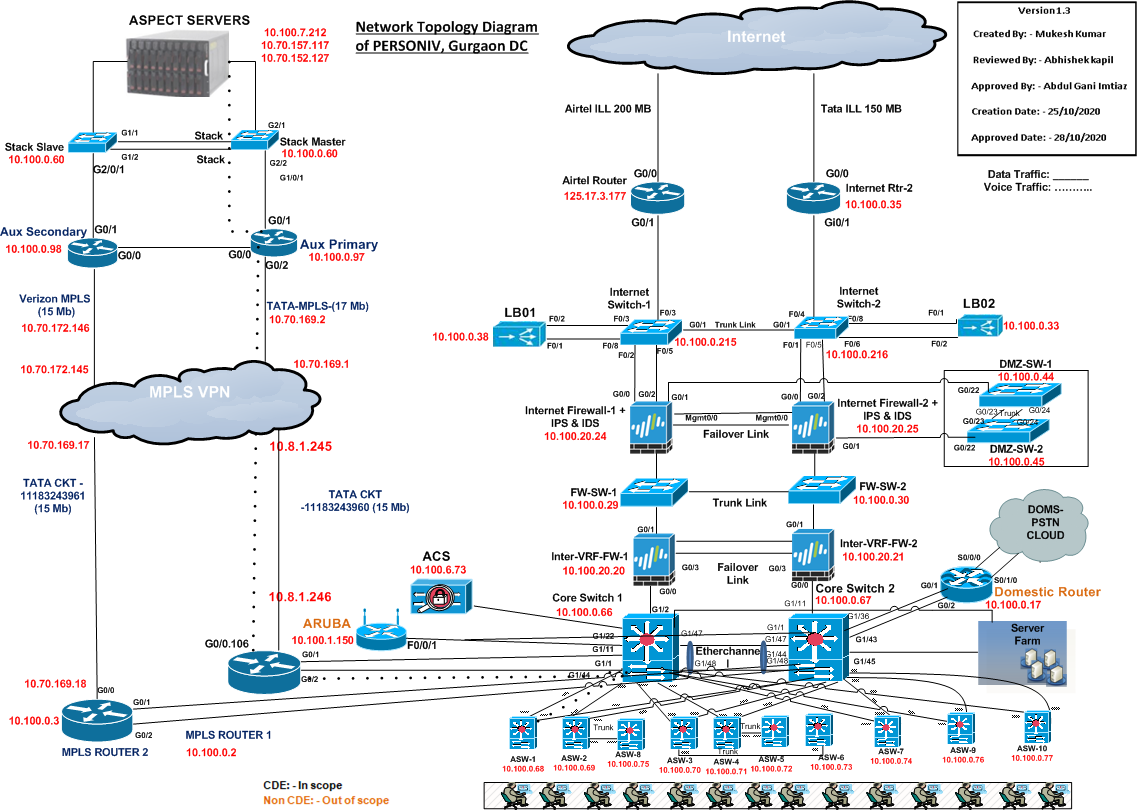 ASPECT SERVERS
10.100.7.212
10.70.157.117
10.70.152.127
Network Topology Diagram
of PERSONIV, Gurgaon DC
Internet
Version 1.3
Created By: - Mukesh Kumar
Reviewed By: - Abhishek kapil
Approved By: - Abdul Gani Imtiaz
Creation Date: - 25/10/2020
Approved Date: - 28/10/2020
Data Traffic: ______
Voice Traffic: ………..
Airtel ILL 200 MB
Tata ILL 150 MB
Stack Slave
10.100.0.60
G1/1
G1/2
G2/0/1
Stack
Stack
G2/1
Stack Master
10.100.0.60
G2/2
G1/0/1
Airtel Router
125.17.3.177
G0/0
G0/1
G0/0
Internet Rtr-2
10.100.0.35
Gi0/1
Aux Secondary
10.100.0.98
G0/1
G0/0
G0/0
G0/1
Aux Primary
10.100.0.97
G0/2
Verizon MPLS
(15 Mb)
10.70.172.146
TATA-MPLS-(17 Mb)
10.70.169.2
10.70.172.145
10.70.169.1
MPLS VPN
10.70.169.17
10.8.1.245
TATA CKT -
11183243961
(15 Mb)
TATA CKT
-11183243960 (15 Mb)
Internet
Switch-1
F0/3
F0/3
G0/1
Trunk Link
G0/1
10.100.0.215
F0/5
F0/2
F0/8
LB01
10.100.0.38
F0/2
F0/1
Internet
Switch-2
F0/4
F0/8
F0/6
F0/1
F0/5
10.100.0.216
LB02
10.100.0.33
F0/1
F0/2
G0/0
G0/2
G0/1
Internet Firewall-1 +
IPS & IDS
10.100.20.24
Mgmt0/0
Mgmt0/0
Failover Link
G0/0
G0/2
Internet Firewall-2 +
IPS & IDS
10.100.20.25
G0/1
DMZ-SW-1
10.100.0.44
G0/22
G0/23
Trunk
G0/24
G0/23
G0/24
G0/22
DMZ-SW-2
10.100.0.45
FW-SW-1
10.100.0.29
Trunk Link
FW-SW-2
10.100.0.30
G0/1
Inter-VRF-FW-1
10.100.20.20
G0/3
G0/0
Failover
Link
G0/1
Inter-VRF-FW-2
10.100.20.21
G0/3
G0/0
DOMS-
PSTN
CLOUD
S0/0/0
S0/1/0
G0/1
G0/2
Domestic Router
10.100.0.17
ACS
10.100.6.73
ARUBA
10.100.1.150
F0/0/1
Core Switch 1
10.100.0.66
G1/2
G1/22
G1/11
G1/1
G1/44
G1/47
G1/48
Etherchanne
l
Core Switch 2
10.100.0.67
G1/11
G1/1
G1/47
G1/44
G1/48
G1/36
G1/43
G1/45
Server
Farm
10.8.1.246
G0/0.106
G0/1
G0/2
10.70.169.18
G0/0
G0/1
G0/2
10.100.0.3
MPLS ROUTER 2
MPLS ROUTER 1
10.100.0.2
ASW-1
10.100.0.68
ASW-2
10.100.0.69
Trunk
ASW-8
10.100.0.75
ASW-3
10.100.0.70
Trunk
ASW-4
10.100.0.71
Trunk
ASW-5
10.100.0.72
ASW-6
10.100.0.73
ASW-7
10.100.0.74
ASW-9
10.100.0.76
ASW-10
10.100.0.77
CDE: - In scope
Non CDE: - Out of scope